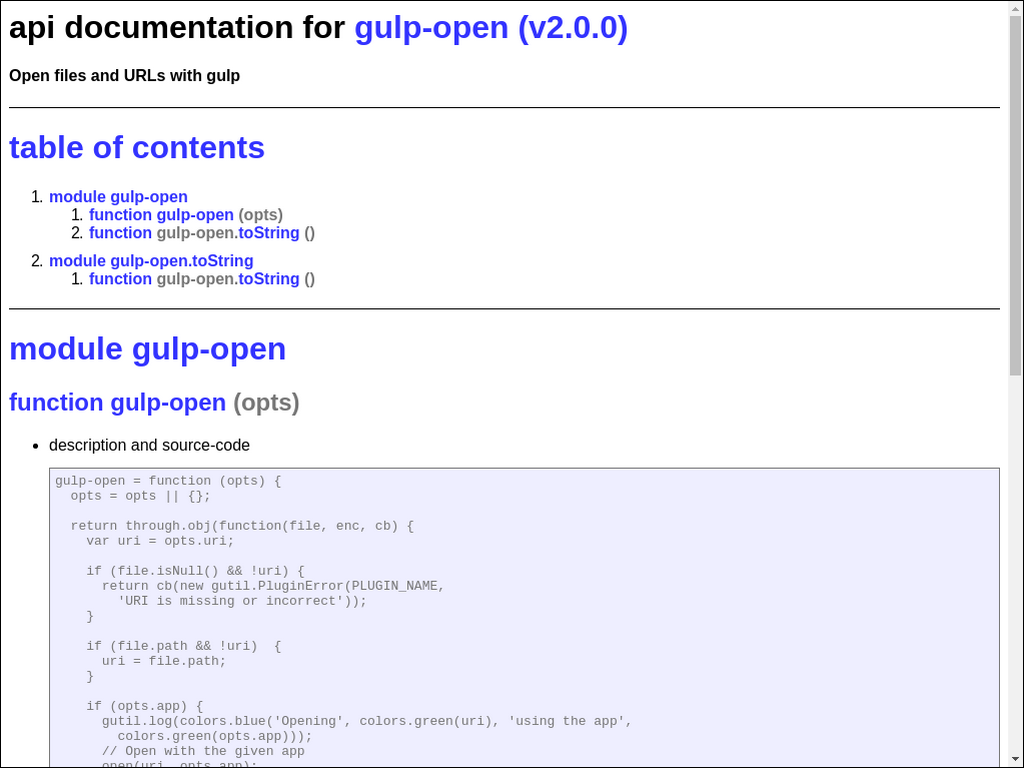 api documentation for gulp-open (v2.0.0)
Open files and URLs with gulp
table of contents
1. module gulp-open
1. function gulp-open (opts)
2. function gulp-open.toString ()
2. module gulp-open.toString
1. function gulp-open.toString ()
module gulp-open
function gulp-open (opts)
• description and source-code
gulp-open = function (opts) {
  opts = opts || {};
  return through.obj(function(file, enc, cb) {
    var uri = opts.uri;
    if (file.isNull() && !uri) {
      return cb(new gutil.PluginError(PLUGIN_NAME,
        'URI is missing or incorrect'));
    }
    if (file.path && !uri)  {
      uri = file.path;
    }
    if (opts.app) {
      gutil.log(colors.blue('Opening', colors.green(uri), 'using the app',
        colors.green(opts.app)));
      // Open with the given app
      open(uri, opts.app);